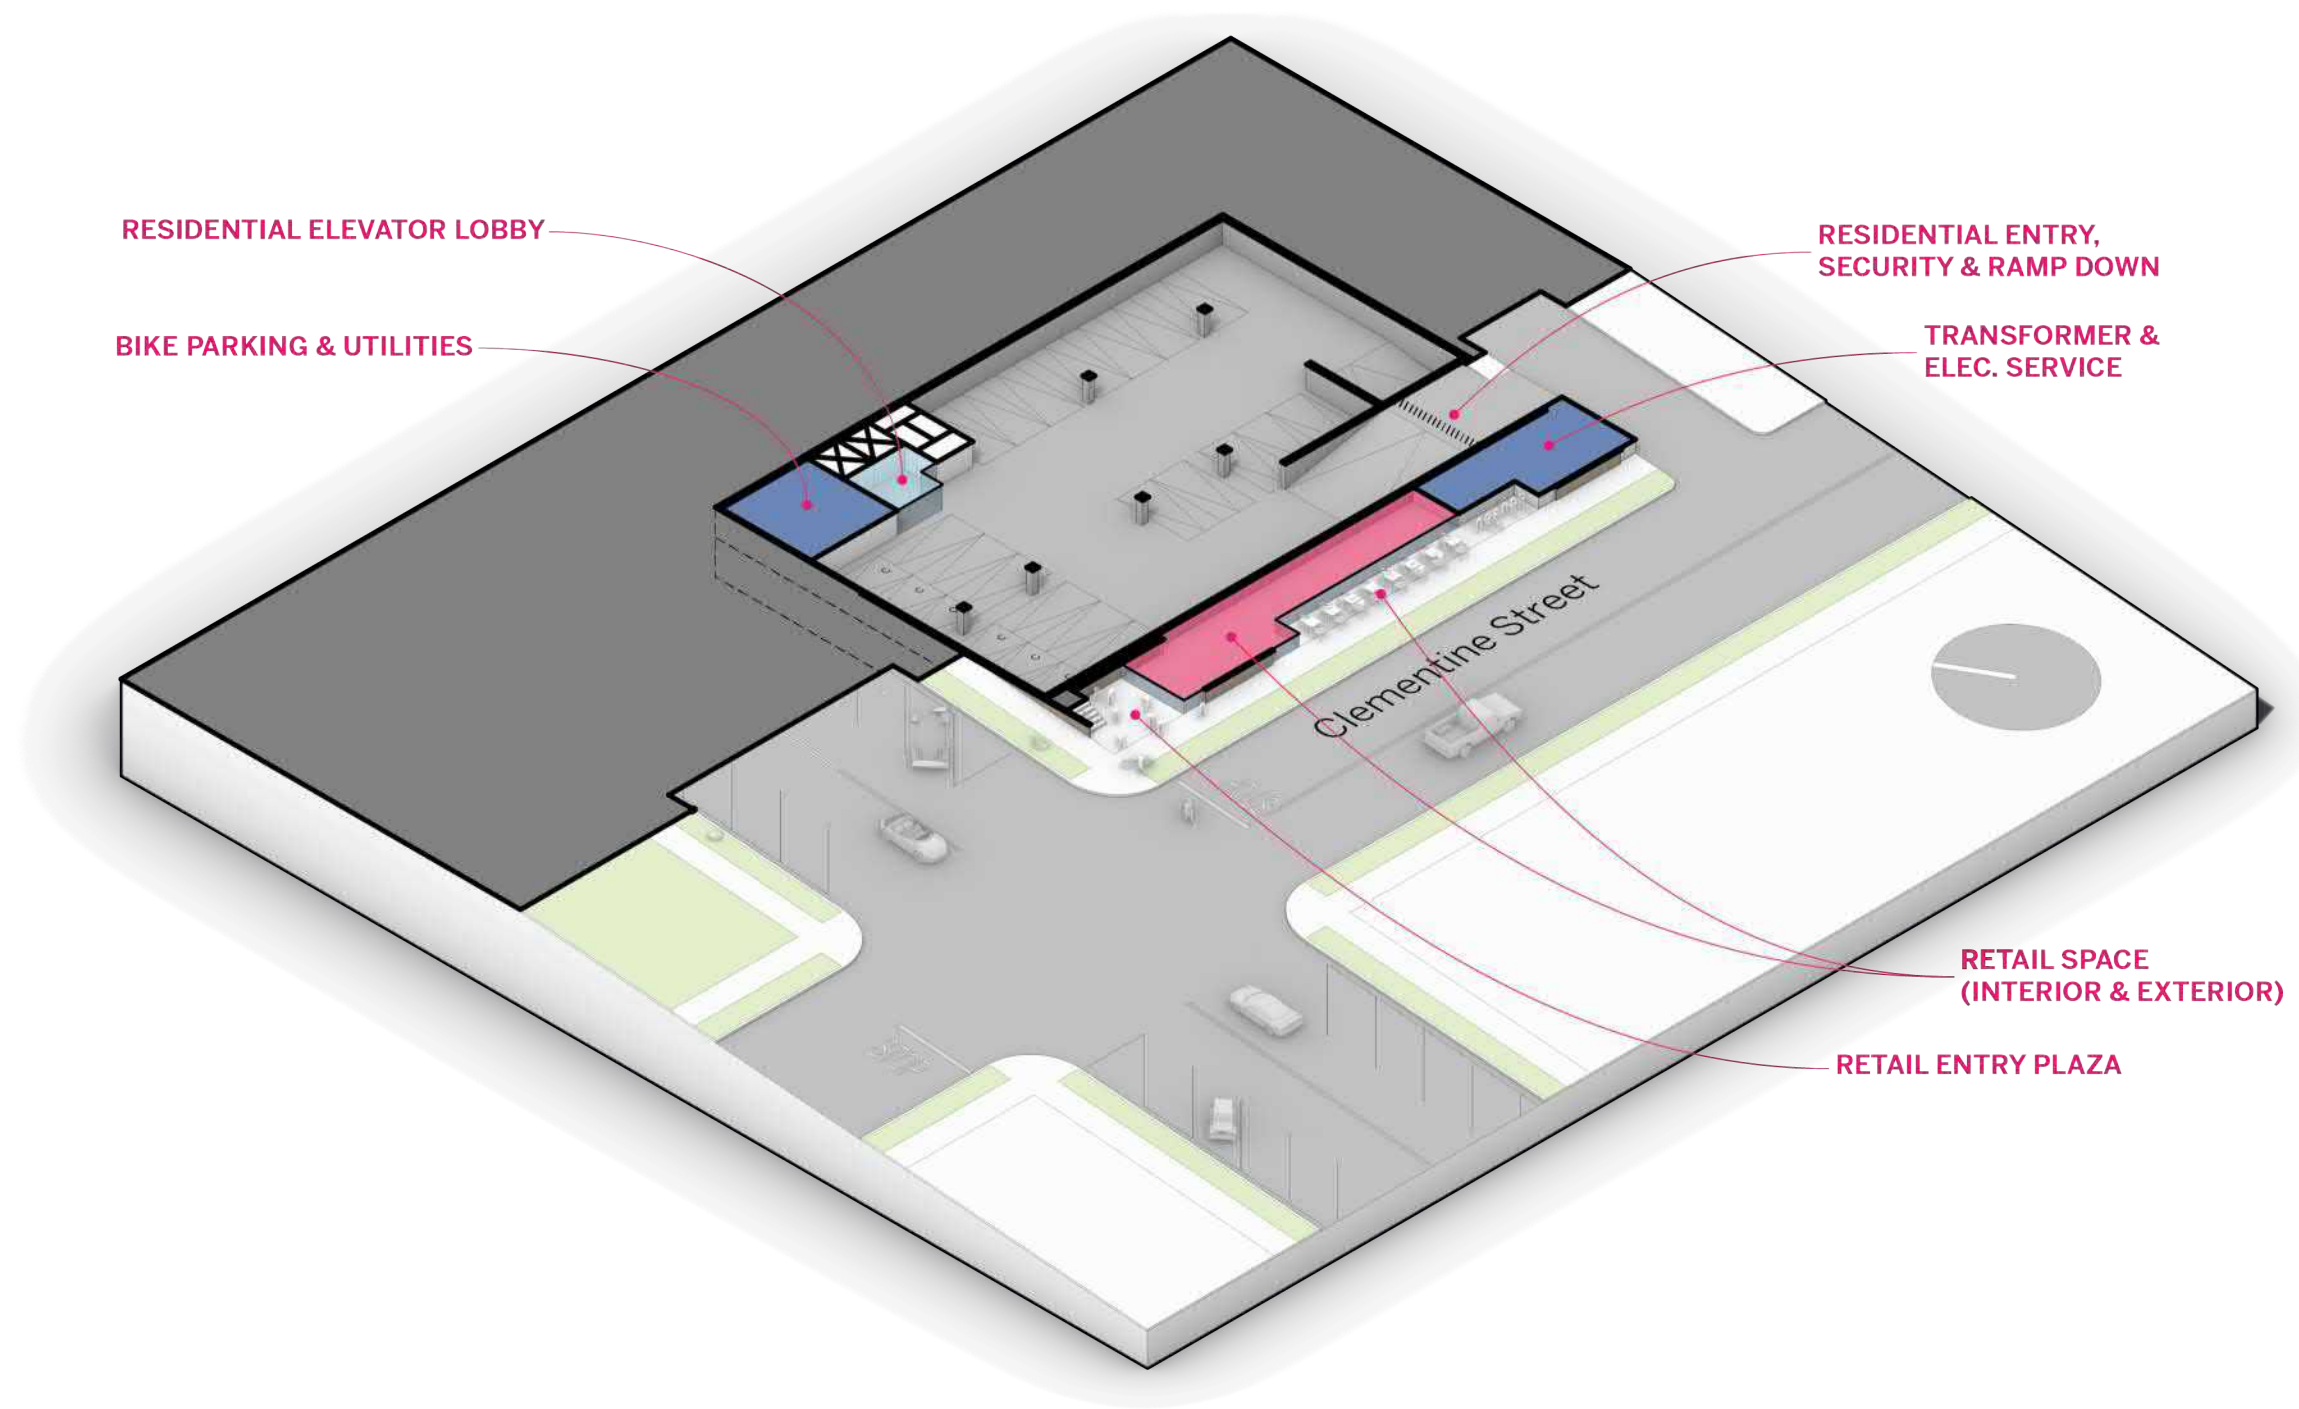 RESIDENTIAL ELEVATOR LOBBY
BIKE PARKING & UTILITIES
RESIDENTIAL ENTRY,
SECURITY & RAMP DOWN
TRANSFORMER &
ELEC. SERVICE
Clementine Street
RETAIL SPACE
(INTERIOR & EXTERIOR)
RETAIL ENTRY PLAZA
STOP